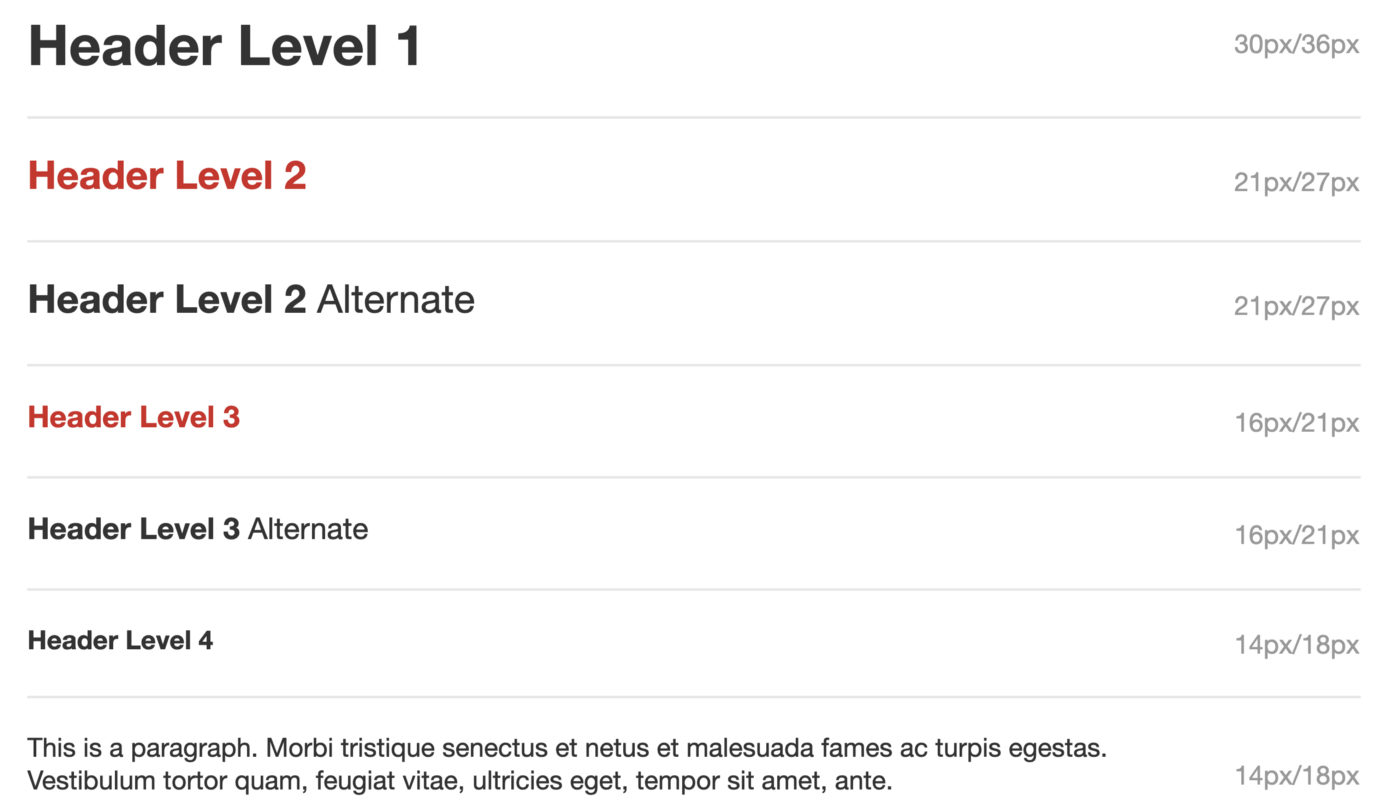 Header Level 1 30px/36px
Header Level 2 21px/27px
Header Level 2 Alternate 21px/27px
Header Level 3 16px/21px
Header Level 3 Alternate 16px/21px
Header Level 4 14px/18px
This is a paragraph. Morbi tristique senectus et netus et malesuada fames ac turpis egestas.
Vestibulum tortor quam, feugiat vitae, ultricies eget, tempor sit amet, ante. 14px/18px